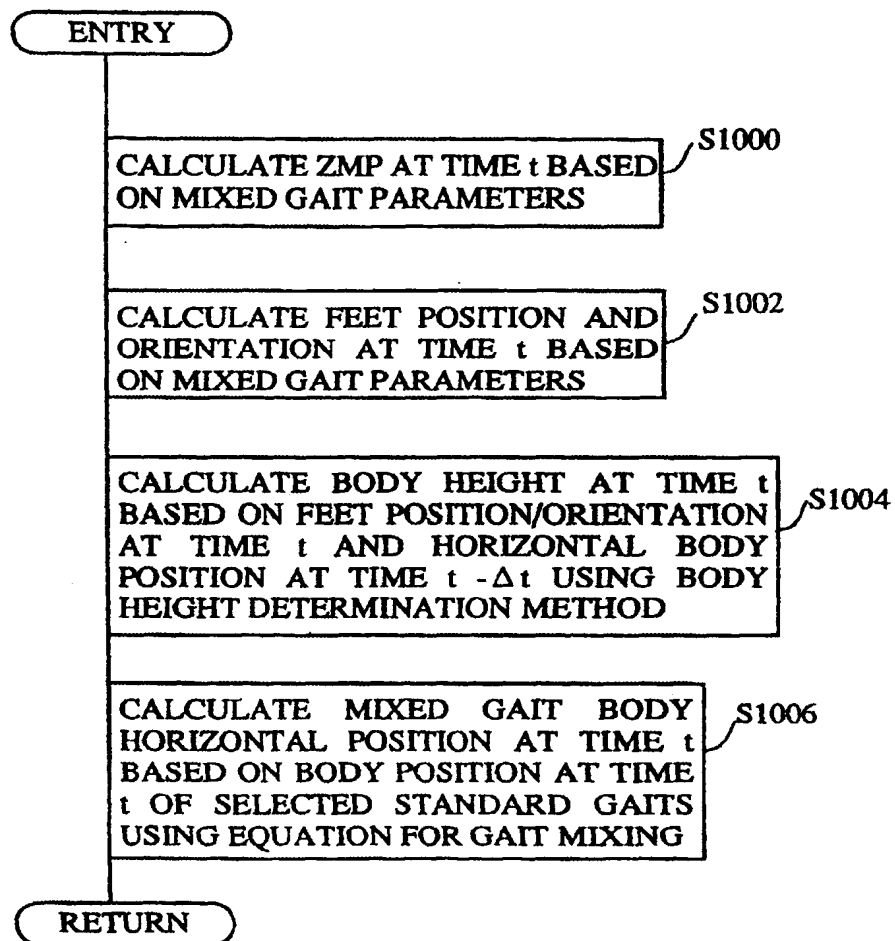 ENTRY
S1000
CALCULATE ZMP AT TIME t BASED
ON MIXED GAIT PARAMETERS
S1002
CALCULATE FEET POSITION AND
ORIENTATION AT TIME t BASED
ON MIXED GAIT PARAMETERS
S1004
CALCULATE BODY HEIGHT AT TIME t
BASED ON FEET POSITION/ORIENTATION
AT TIME t AND HORIZONTAL BODY
POSITION AT TIME t -Δt USING BODY
HEIGHT DETERMINATION METHOD
S1006
CALCULATE MIXED GAIT BODY
HORIZONTAL POSITION AT TIME t
BASED ON BODY POSITION AT TIME
t OF SELECTED STANDARD GAITS
USING EQUATION FOR GAIT MIXING
RETURN